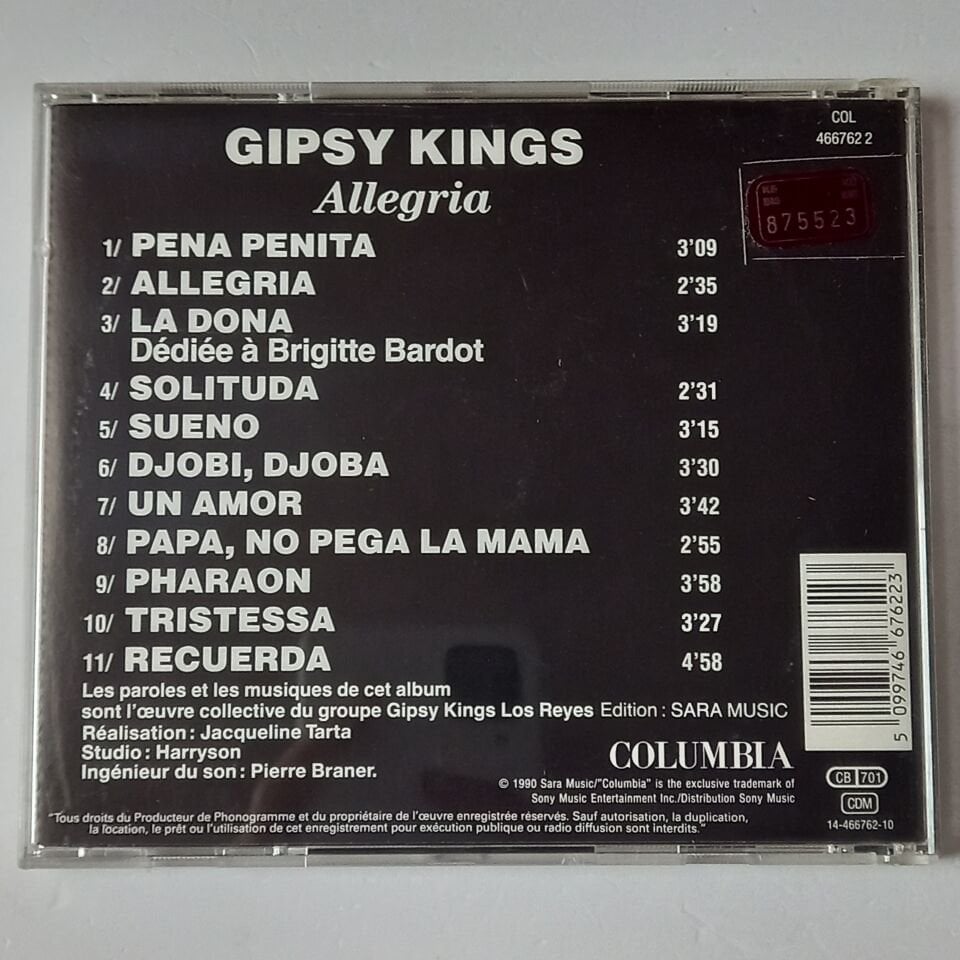 GIPSY KINGS
Allegria
COL
466762 2
875523
1/ PENA PENITA 3'09
2/ ALLEGRIA 2'35
3/ LA DONA 3'19
Dédiée à Brigitte Bardot
4/ SOLITUDA 2'31
5/ SUENO 3'15
6/ DJOBI, DJOBA 3'30
7/ UN AMOR 3'42
8/ PAPA, NO PEGA LA MAMA 2'55
9/ PHARAON 3'58
10/ TRISTESSA 3'27
11/ RECUERDA 4'58
Les paroles et les musiques de cet album
sont l'œuvre collective du groupe Gipsy Kings Los Reyes Edition : SARA MUSIC
Réalisation : Jacqueline Tarta
Studio : Harryson
Ingénieur du son : Pierre Braner.
COLUMBIA
© 1990 Sara Music/"Columbia" is the exclusive trademark of
Sony Music Entertainment Inc./Distribution Sony Music
"Tous droits du Producteur de Phonogramme et du propriétaire de l'œuvre enregistrée réservés. Sauf autorisation, la duplication,
la location, le prêt ou l'utilisation de cet enregistrement pour exécution publique ou radio diffusion sont interdits."
5 099746 676223
CB 701
CDM
14-466762-10